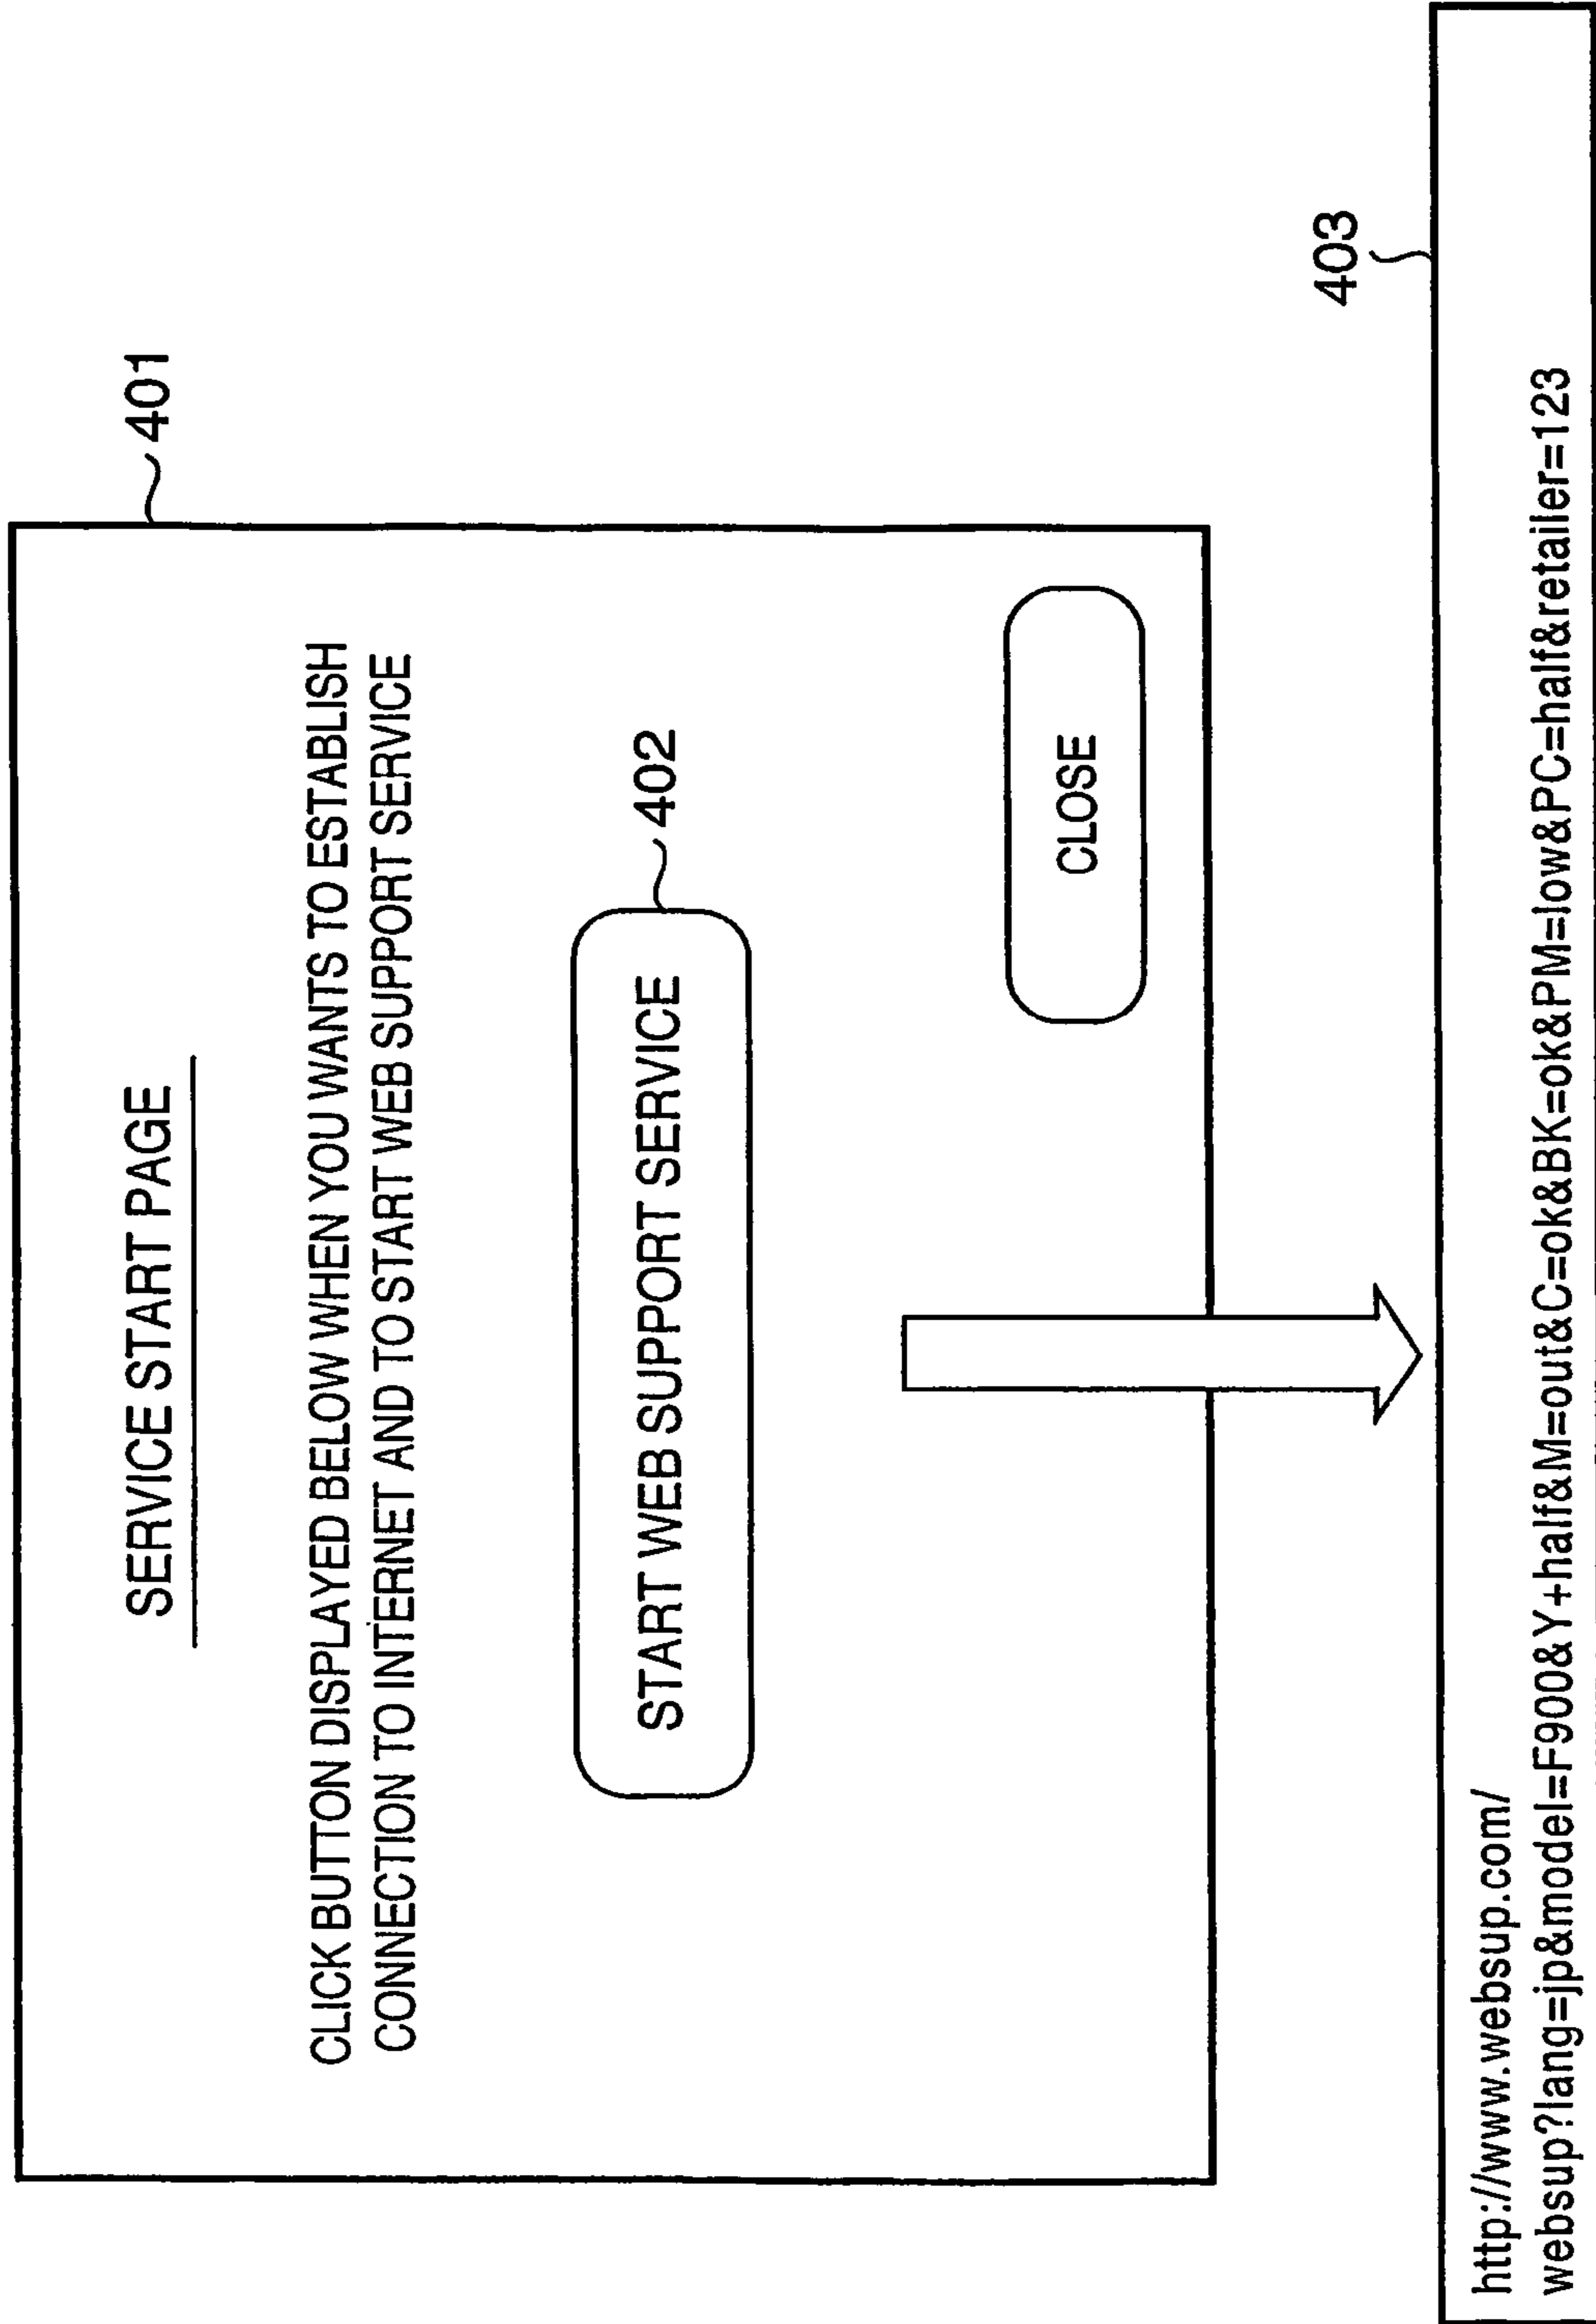 SERVICE START PAGE
401
CLICK BUTTON DISPLAYED BELOW WHEN YOU WANTS TO ESTABLISH
CONNECTION TO INTERNET AND TO START WEB SUPPORT SERVICE
START WEB SUPPORT SERVICE
402
CLOSE
403
http://www.websup.com/
websup?lang=jp&model=F900&Y+half&M=out&C=ok&BK=ok&PM=low&PC=half&retailer=123